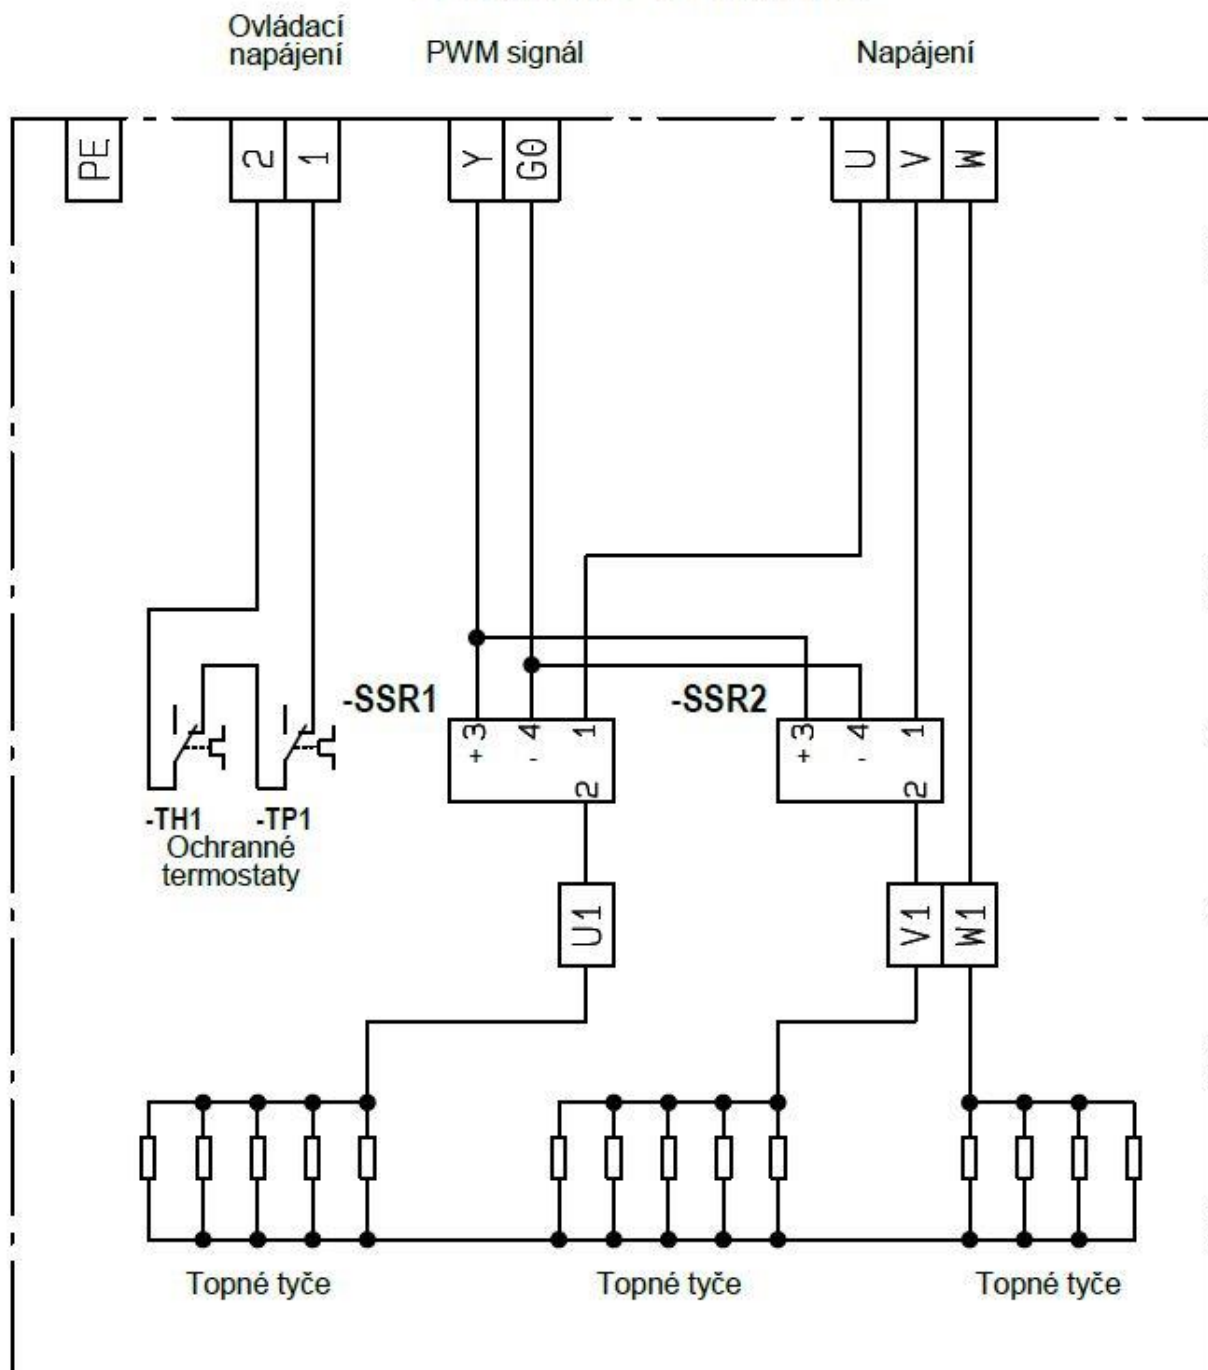 Ovládací
napájení
PWM signál
Napájení
PE
2
1
Y
G0
U
V
W
-SSR1
-SSR2
3
4
1
+
-
2
3
4
1
+
-
2
-TH1
-TP1
Ochranné
termostaty
U1
V1
W1
Topné tyče
Topné tyče
Topné tyče